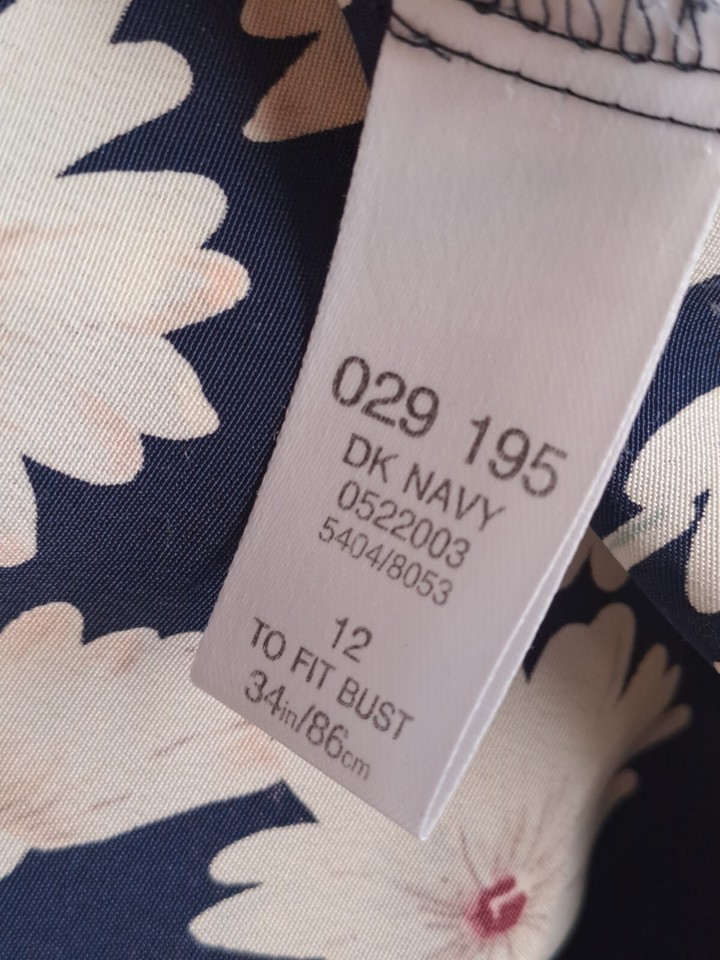 029 195
DK NAVY
0522003
5404/8053
12
TO FIT BUST
34in/86cm